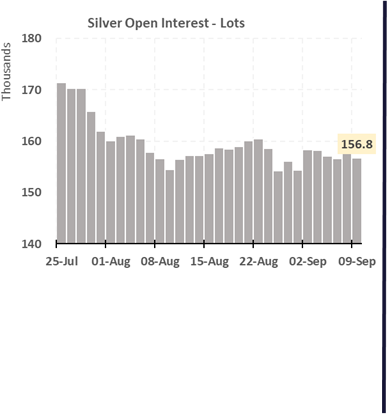 Silver Open Interest - Lots
Thousands
180
170
160
150
140
156.8
25-Jul 01-Aug 08-Aug 15-Aug 22-Aug 02-Sep 09-Sep